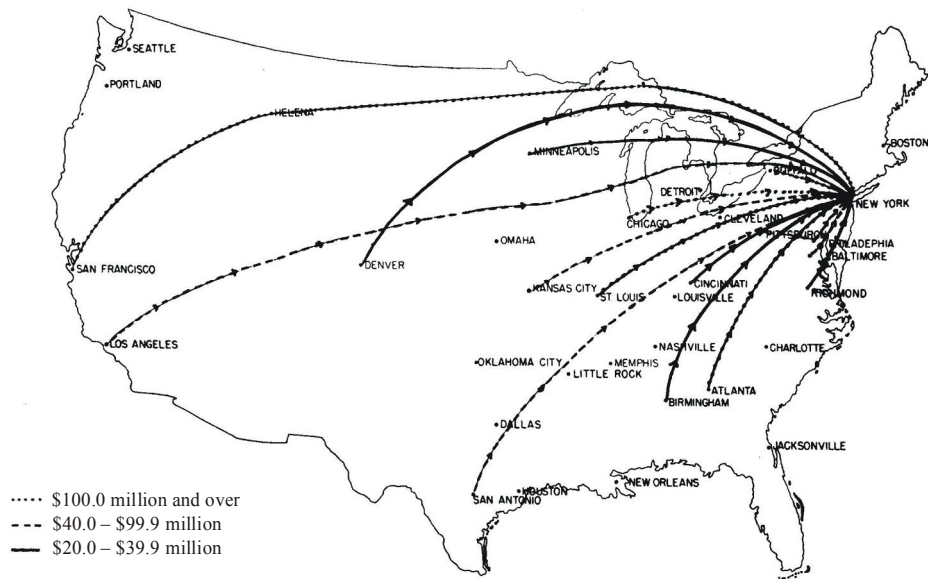 SEATTLE
PORTLAND
HELENA
MINNEAPOLIS
BOSTON
BUFFALO
DETROIT
NEW YORK
CHICAGO
CLEVELAND
PITTSBURGH
OMAHA
PHILADEPHIA
BALTIMORE
SAN FRANCISCO
DENVER
KANSAS CITY
ST. LOUIS
CINCINNATI
LOUISVILLE
RICHMOND
LOS ANGELES
OKLAHOMA CITY
MEMPHIS
NASHVILLE
CHARLOTTE
LITTLE ROCK
ATLANTA
BIRMINGHAM
DALLAS
JACKSONVILLE
SAN ANTONIO
HOUSTON
NEW ORLEANS
$100.0 million and over
$40.0 – $99.9 million
$20.0 – $39.9 million